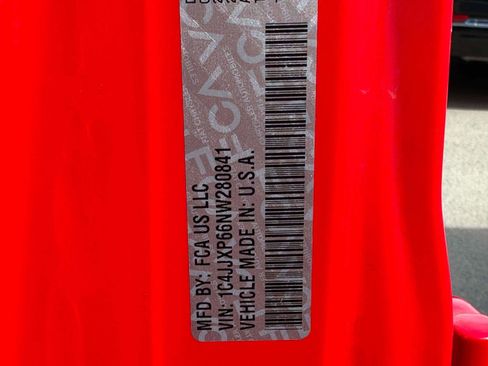 MFD BY: FCA US LLC
VIN: 1C4JJXP66NW280841
VEHICLE MADE IN: U.S.A.